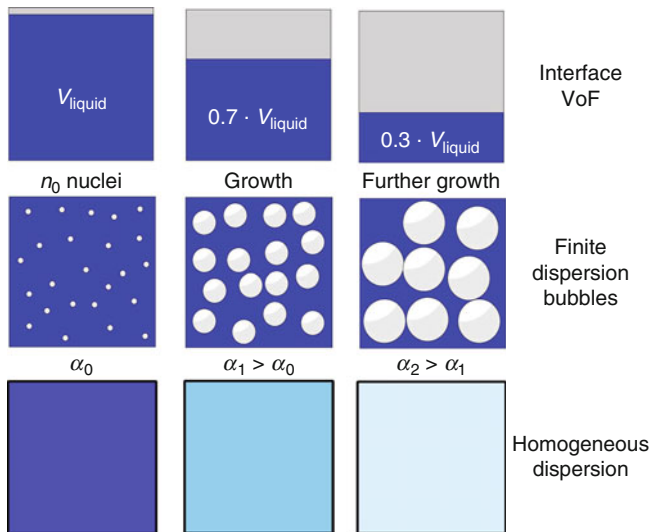 V_liquid
0.7 · V_liquid
0.3 · V_liquid
Interface
VoF
n_0 nuclei
Growth
Further growth
Finite
dispersion
bubbles
α_0
α_1 > α_0
α_2 > α_1
Homogeneous
dispersion